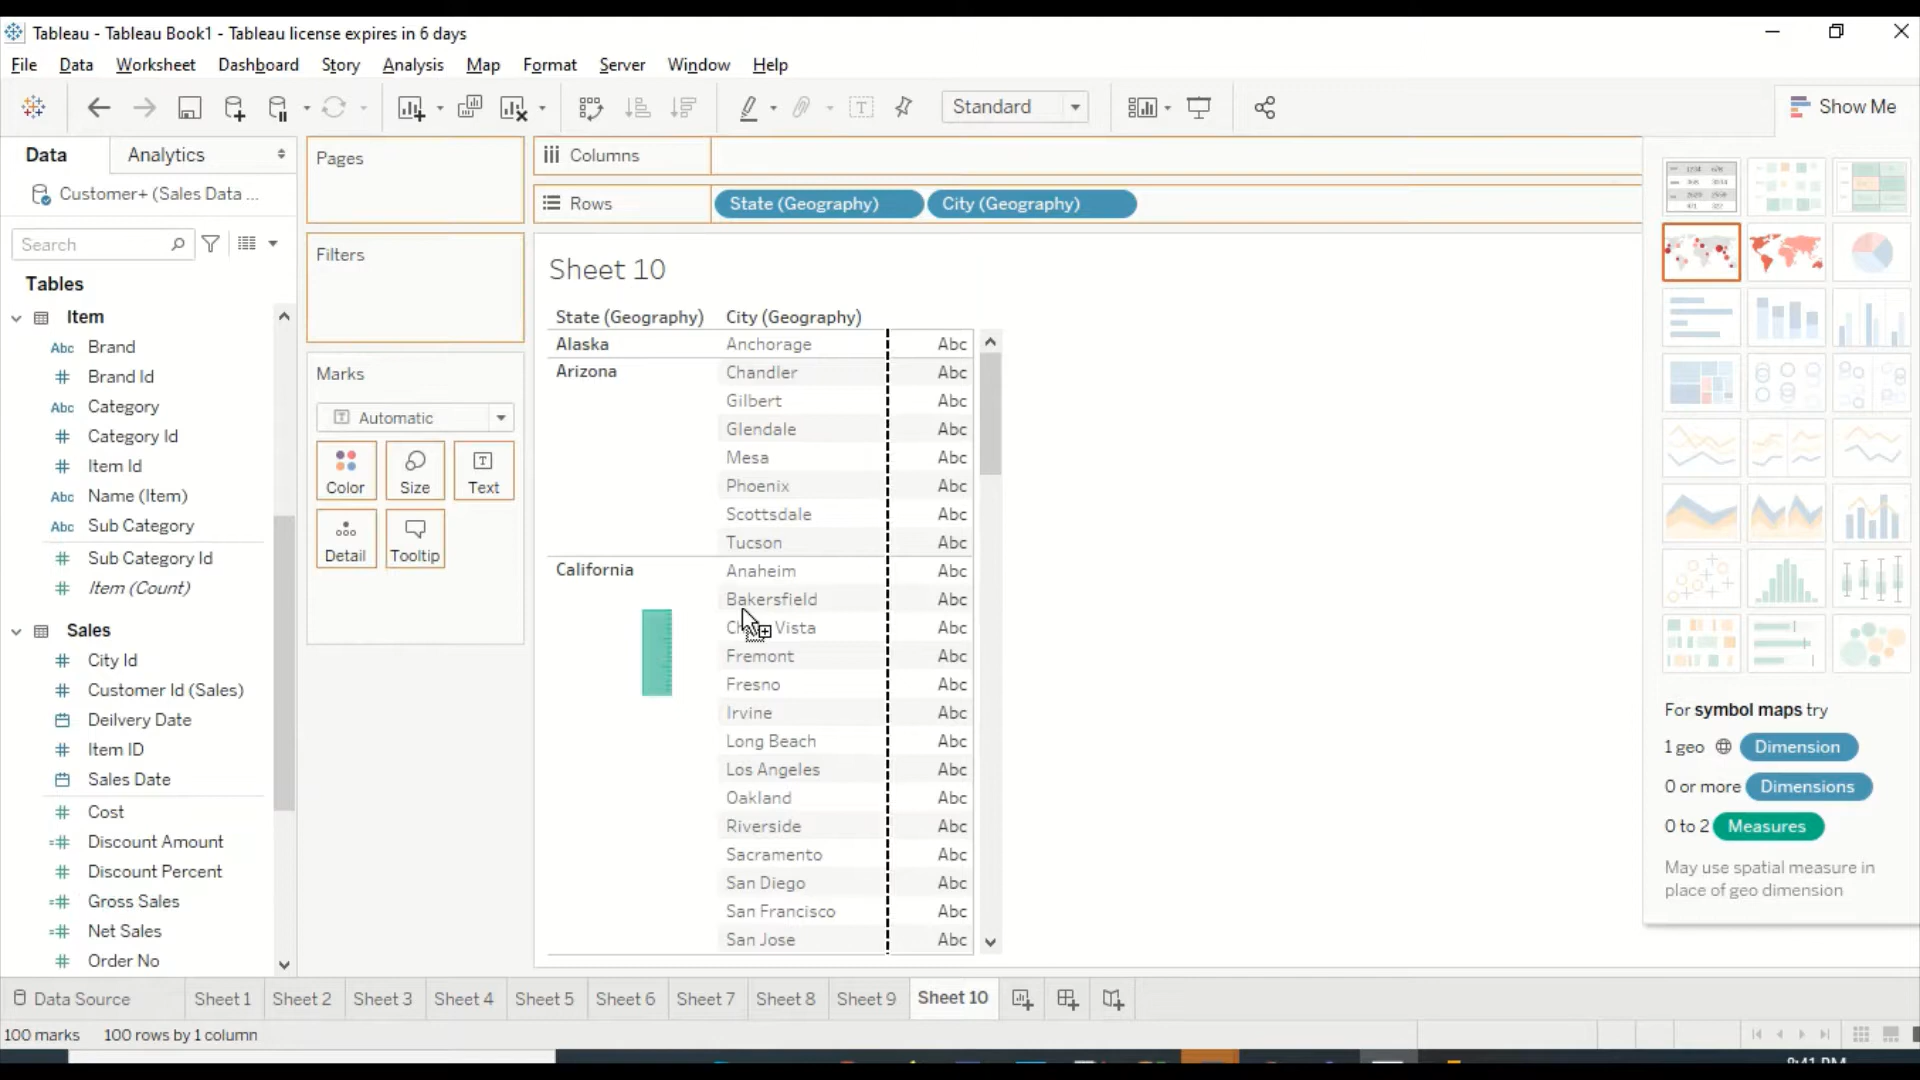 Tableau - Tableau Book1 - Tableau license expires in 6 days
File Data Worksheet Dashboard Story Analysis Map Format Server Window Help
Standard
Show Me
Data Analytics
Customer+ (Sales Data ...
Search
Tables
Item
Abc Brand
# Brand Id
Abc Category
# Category Id
# Item Id
Abc Name (Item)
Abc Sub Category
# Sub Category Id
# Item (Count)
Sales
# City Id
# Customer Id (Sales)
Deilvery Date
# Item ID
Sales Date
# Cost
=# Discount Amount
# Discount Percent
=# Gross Sales
=# Net Sales
# Order No
Pages
Filters
Marks
Automatic
Color Size Text
Detail Tooltip
Columns
Rows State (Geography) City (Geography)
Sheet 10
State (Geography) City (Geography)
Alaska Anchorage Abc
Arizona Chandler Abc
Gilbert Abc
Glendale Abc
Mesa Abc
Phoenix Abc
Scottsdale Abc
Tucson Abc
California Anaheim Abc
Bakersfield Abc
Vista Abc
Fremont Abc
Fresno Abc
Irvine Abc
Long Beach Abc
Los Angeles Abc
Oakland Abc
Riverside Abc
Sacramento Abc
San Diego Abc
San Francisco Abc
San Jose Abc
For symbol maps try
1 geo Dimension
0 or more Dimensions
0 to 2 Measures
May use spatial measure in
place of geo dimension
Data Source Sheet 1 Sheet 2 Sheet 3 Sheet 4 Sheet 5 Sheet 6 Sheet 7 Sheet 8 Sheet 9 Sheet 10
100 marks 100 rows by 1 column
8:41 PM